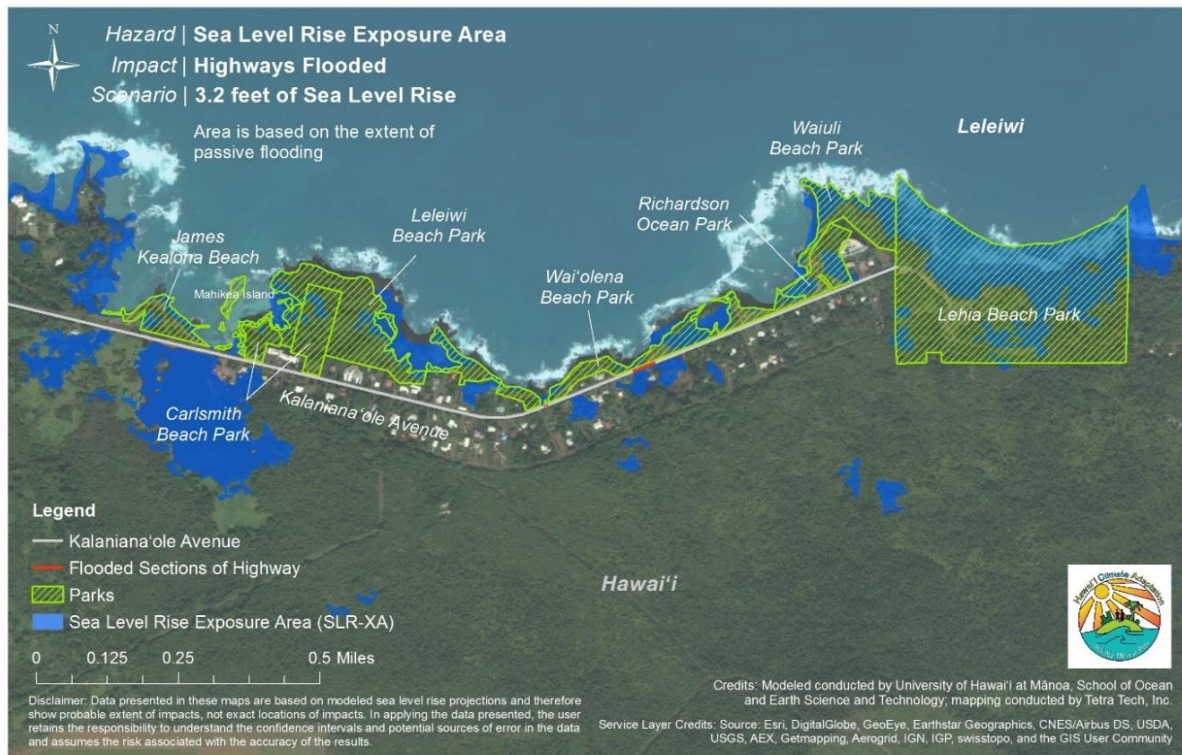 N
Hazard | Sea Level Rise Exposure Area
Impact | Highways Flooded
Scenario | 3.2 feet of Sea Level Rise
Area is based on the extent of
passive flooding
Leleiwi
Waiuli
Beach Park
Richardson
Ocean Park
Leleiwi
Beach Park
James
Kealoha Beach
Mahikea Island
Waiʻolena
Beach Park
Lehia Beach Park
Carlsmith
Beach Park
Kalanianaʻole Avenue
Hawaiʻi
Legend
Kalanianaʻole Avenue
Flooded Sections of Highway
Parks
Sea Level Rise Exposure Area (SLR-XA)
0 0.125 0.25 0.5 Miles
Disclaimer: Data presented in these maps are based on modeled sea level rise projections and therefore
show probable extent of impacts, not exact locations of impacts. In applying the data presented, the user
retains the responsibility to understand the confidence intervals and potential sources of error in the data
and assumes the risk associated with the accuracy of the results.
Hawaiʻi Climate Adaptation
Credits: Modeled conducted by University of Hawaiʻi at Mānoa, School of Ocean
and Earth Science and Technology; mapping conducted by Tetra Tech, Inc.
Service Layer Credits: Source: Esri, DigitalGlobe, GeoEye, Earthstar Geographics, CNES/Airbus DS, USDA,
USGS, AEX, Getmapping, Aerogrid, IGN, IGP, swisstopo, and the GIS User Community